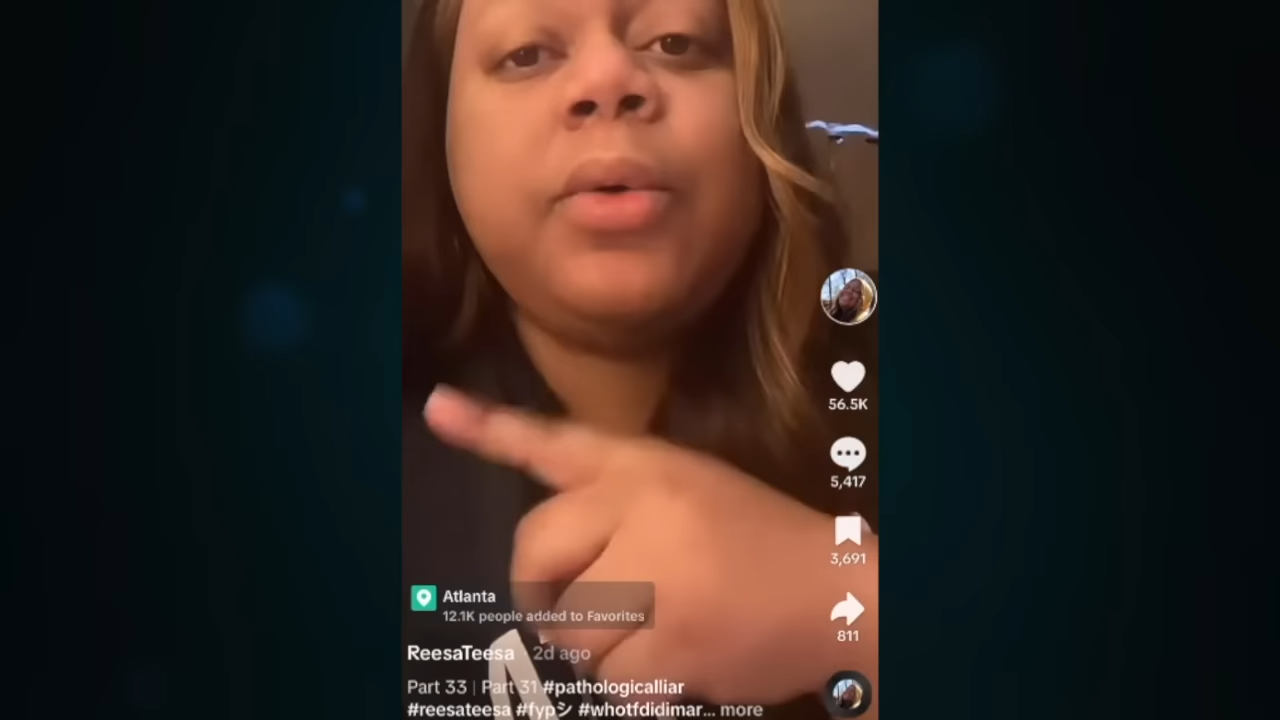 56.5K
5,417
3,691
811
Atlanta
12.1K people added to Favorites
ReesaTeesa · 2d ago
Part 33 | Part 31 #pathologicalliar
#reesateesa #fypシ #whotfdidimar... more